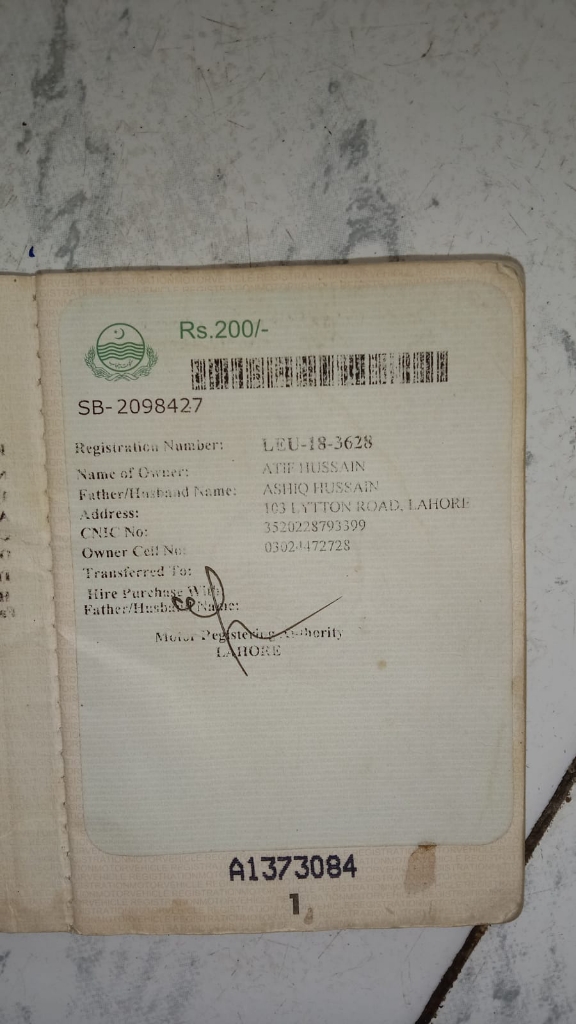 Rs.200/-
SB-2098427
Registration Number: LEU-18-3628
Name of Owner: ATIF HUSSAIN
Father/Husband Name: ASHIQ HUSSAIN
Address: 103 LYTTON ROAD, LAHORE
CNIC No: 3520228793399
Owner Cell No: 03024472728
Transferred To:
Hire Purchase With
Father/Husband Name:
Motor Registering Authority
LAHORE
A1373084
1